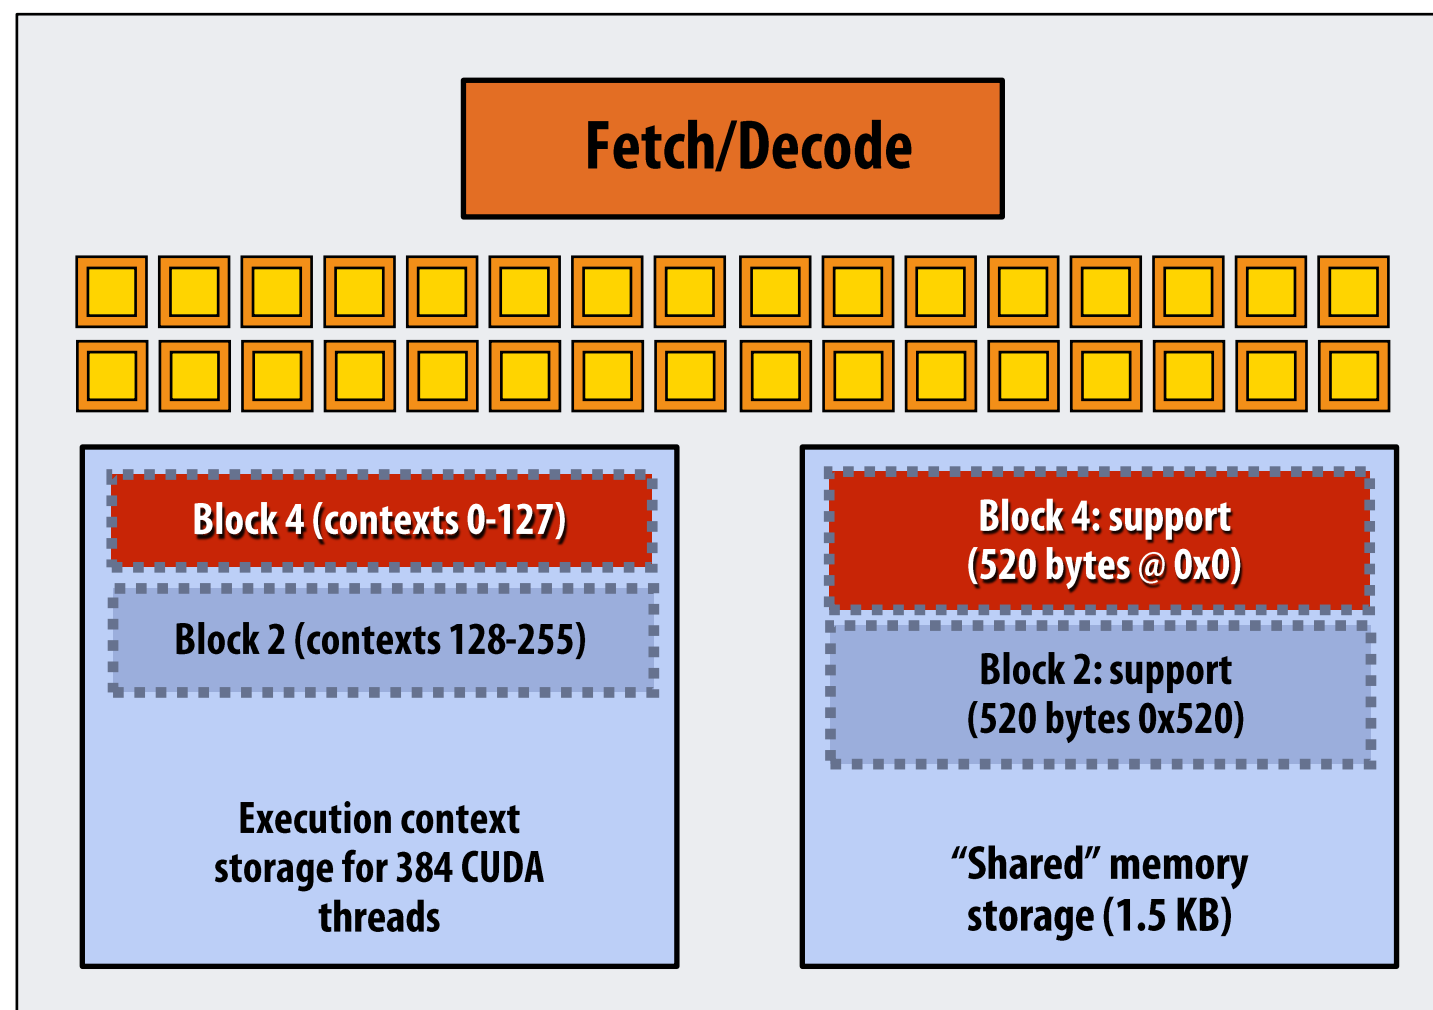 Fetch/Decode
Block 4 (contexts 0-127)
Block 2 (contexts 128-255)
Execution context
storage for 384 CUDA
threads
Block 4: support
(520 bytes @ 0x0)
Block 2: support
(520 bytes 0x520)
“Shared” memory
storage (1.5 KB)